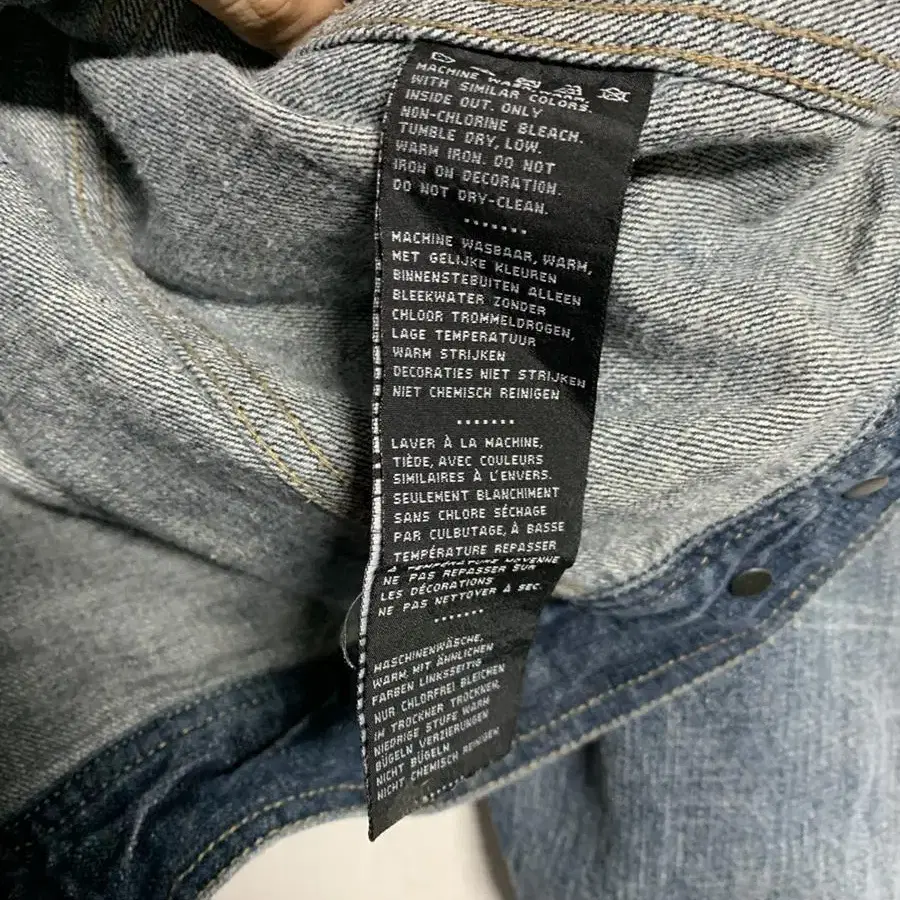 MACHINE WASH, WARM,
WITH SIMILAR COLORS.
INSIDE OUT. ONLY
NON-CHLORINE BLEACH.
TUMBLE DRY, LOW.
WARM IRON. DO NOT
IRON ON DECORATION.
DO NOT DRY-CLEAN.
MACHINE WASBAAR, WARM,
MET GELIJKE KLEUREN
BINNENSTEBUITEN ALLEEN
BLEEKWATER ZONDER
CHLOOR TROMMELDROGEN,
LAGE TEMPERATUUR
WARM STRIJKEN
DECORATIES NIET STRIJKEN
NIET CHEMISCH REINIGEN
LAVER À LA MACHINE,
TIÈDE, AVEC COULEURS
SIMILAIRES À L'ENVERS.
SEULEMENT BLANCHIMENT
SANS CHLORE SÉCHAGE
PAR CULBUTAGE, À BASSE
TEMPÉRATURE REPASSER
À TEMPÉRATURE MOYENNE
NE PAS REPASSER SUR
LES DÉCORATIONS
NE PAS NETTOYER À SEC.
MASCHINENWÄSCHE,
WARM, MIT ÄHNLICHEN
FARBEN LINKSSEITIG
NUR CHLORFREI BLEICHEN
IM TROCKNER TROCKNEN,
NIEDRIGE STUFE WARM
BÜGELN VERZIERUNGEN
NICHT BÜGELN
NICHT CHEMISCH REINIGEN